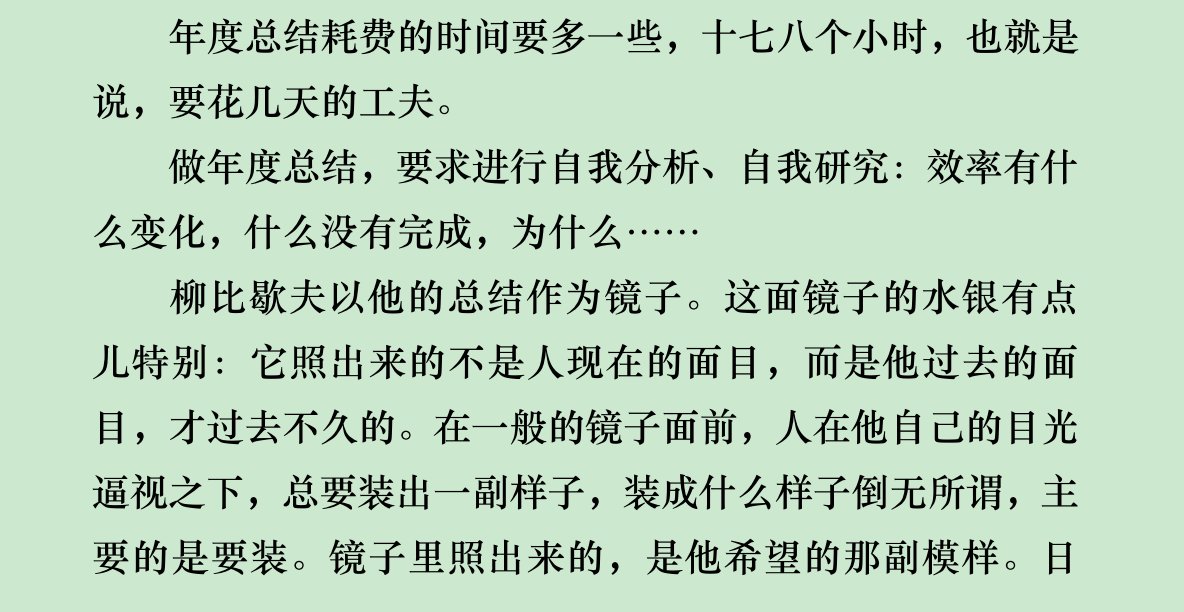 年度总结耗费的时间要多一些，十七八个小时，也就是
说，要花几天的工夫。
做年度总结，要求进行自我分析、自我研究：效率有什
么变化，什么没有完成，为什么……
柳比歇夫以他的总结作为镜子。这面镜子的水银有点
儿特别：它照出来的不是人现在的面目，而是他过去的面
目，才过去不久的。在一般的镜子面前，人在他自己的目光
逼视之下，总要装出一副样子，装成什么样子倒无所谓，主
要的是要装。镜子里照出来的，是他希望的那副模样。日